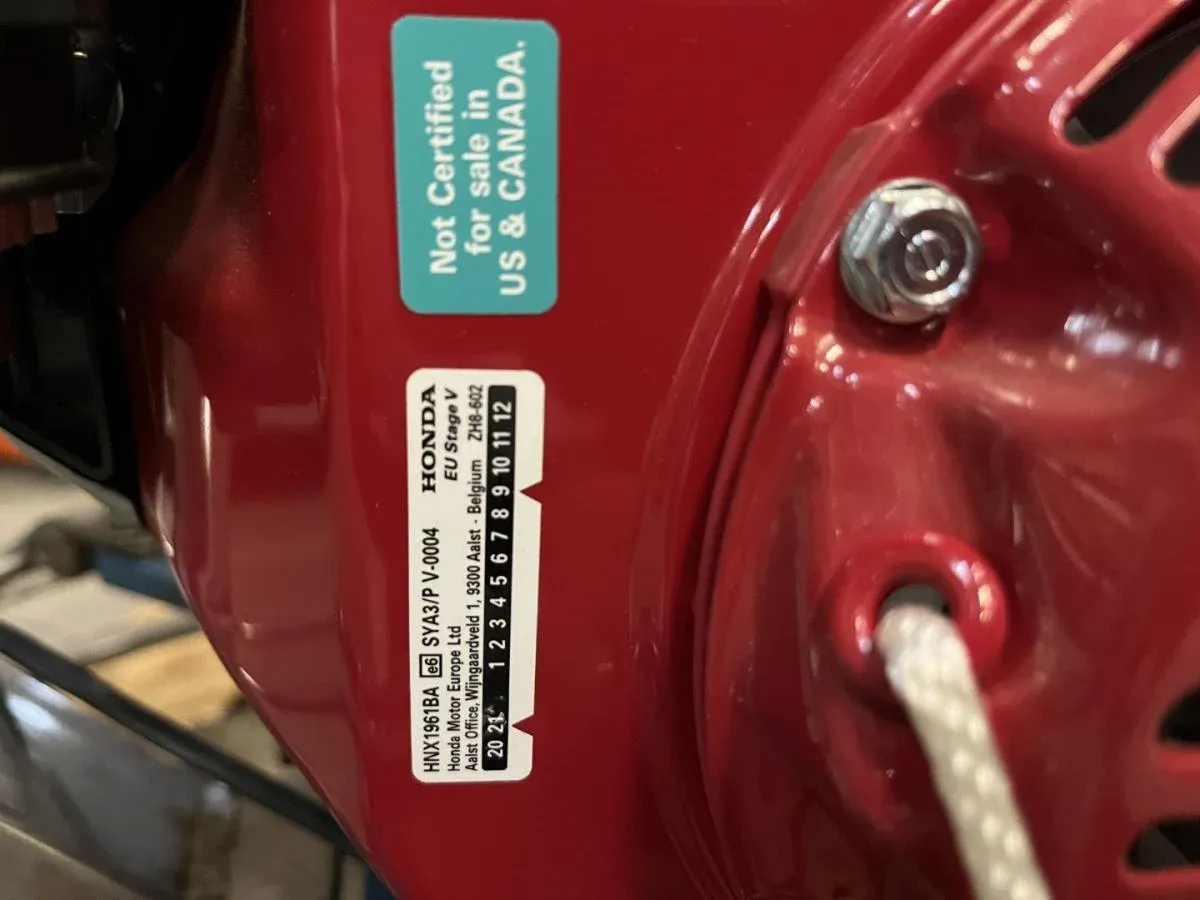 Not Certified
for sale in
US & CANADA.
HNX1961BA e6 SYA3/P V-0004 HONDA
Honda Motor Europe Ltd EU Stage V
Aalst Office, Wijngaardveld 1, 9300 Aalst - Belgium ZH8-602
20 21 1 2 3 4 5 6 7 8 9 10 11 12